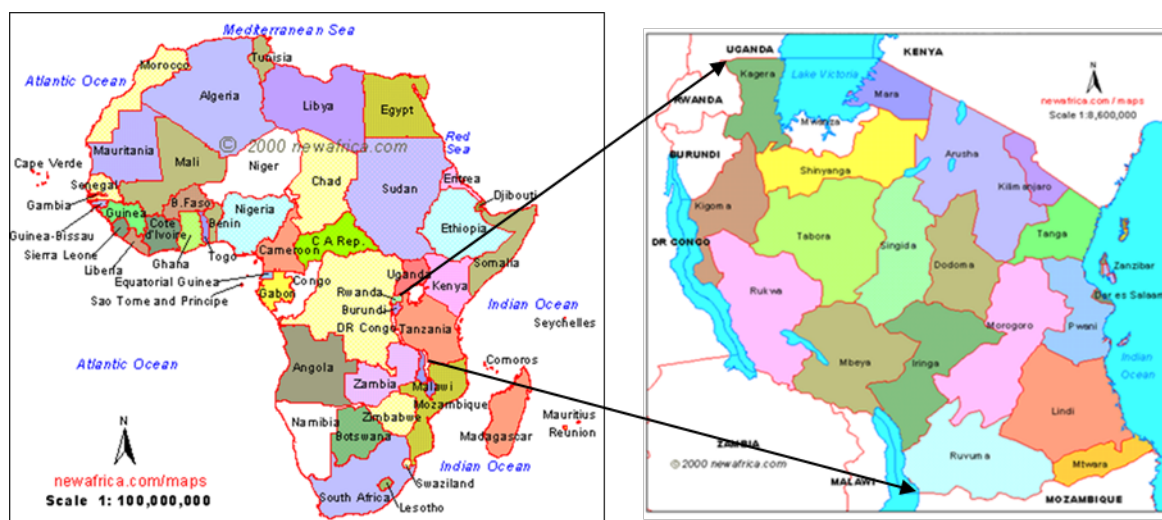 Mediterranean Sea
Tunisia
Morocco
Atlantic Ocean
Algeria
Libya
Egypt
© 2000 newafrica.com
Red
Sea
Mauritania
Mali
Niger
Cape Verde
Chad
Sudan
Eritrea
Senegal
Djibouti
Gambia
B.Faso
Guinea
Nigeria
Benin
Cote
d'Ivoire
Ethiopia
Guinea-Bissau
C A Rep.
Sierra Leone
Togo
Cameroon
Liberia
Ghana
Somalia
Equatorial Guinea
Congo
Uganda
Sao Tome and Principe
Gabon
Rwanda
Kenya
Indian Ocean
Burundi
Seychelles
DR Congo
Tanzania
Atlantic Ocean
Angola
Comoros
Zambia
Malawi
Mozambique
Zimbabwe
Namibia
Mauritius
Botswana
Madagascar
Reunion
Indian Ocean
newafrica.com/maps
Swaziland
Scale 1: 100,000,000
South Africa
Lesotho
UGANDA
KENYA
Kagera
Lake Victoria
Mara
RWANDA
newafrica.com / maps
Scale 1:8,600,000
Mwanza
BURUNDI
Arusha
Shinyanga
Kilimanjaro
Kigoma
Tabora
Singida
Tanga
DR CONGO
Dodoma
Zanzibar
Rukwa
Dar es Salaam
Morogoro
Pwani
Mbeya
Iringa
Indian
Ocean
Lindi
ZAMBIA
Ruvuma
© 2000 newafrica.com
Mtwara
MALAWI
MOZAMBIQUE